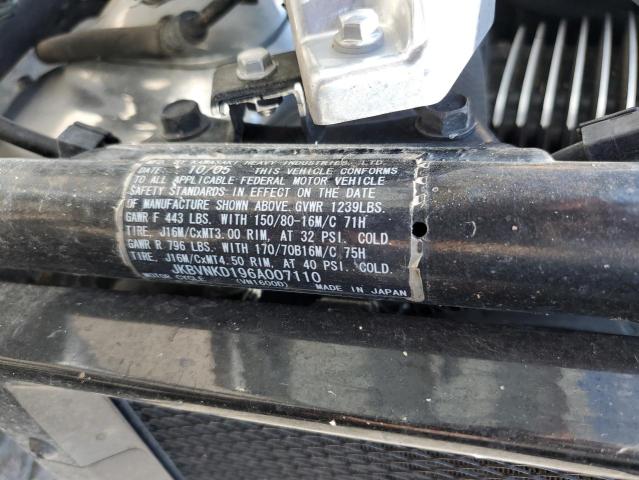 MFD. BY KAWASAKI HEAVY INDUSTRIES, LTD.
DATE: 10/05 THIS VEHICLE CONFORMS
TO ALL APPLICABLE FEDERAL MOTOR VEHICLE
SAFETY STANDARDS IN EFFECT ON THE DATE
OF MANUFACTURE SHOWN ABOVE. GVWR 1239LBS.
GAWR F 443 LBS. WITH 150/80-16M/C 71H
TIRE, J16M/CxMT3.00 RIM, AT 32 PSI. COLD.
GAWR R 796 LBS. WITH 170/70B16M/C 75H
TIRE, J16M/CxMT4.50 RIM, AT 40 PSI. COLD.
JKBVNKD196A007110
MOTOR CYCLE (VN1600D) MADE IN JAPAN